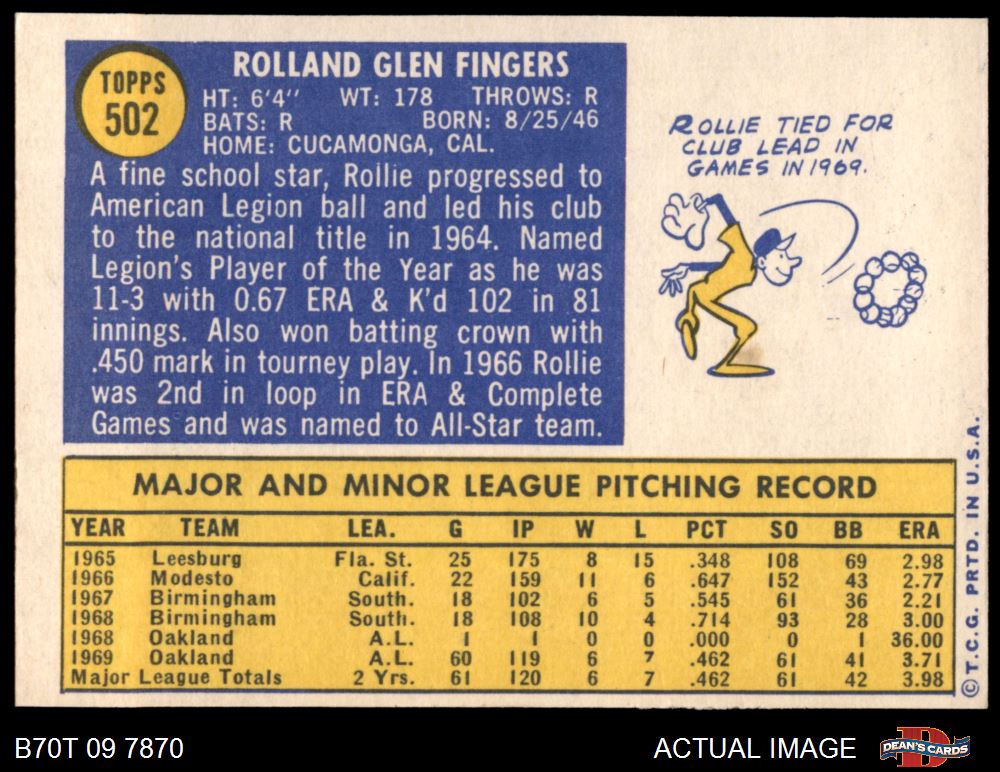 TOPPS
502
ROLLAND GLEN FINGERS
HT: 6'4" WT: 178 THROWS: R
BATS: R BORN: 8/25/46
HOME: CUCAMONGA, CAL.
A fine school star, Rollie progressed to
American Legion ball and led his club
to the national title in 1964. Named
Legion's Player of the Year as he was
11-3 with 0.67 ERA & K'd 102 in 81
innings. Also won batting crown with
.450 mark in tourney play. In 1966 Rollie
was 2nd in loop in ERA & Complete
Games and was named to All-Star team.
ROLLIE TIED FOR
CLUB LEAD IN
GAMES IN 1969.
MAJOR AND MINOR LEAGUE PITCHING RECORD
YEAR TEAM LEA. G IP W L PCT SO BB ERA
1965 Leesburg Fla. St. 25 175 8 15 .348 108 69 2.98
1966 Modesto Calif. 22 159 11 6 .647 152 43 2.77
1967 Birmingham South. 18 102 6 5 .545 61 36 2.21
1968 Birmingham South. 18 108 10 4 .714 93 28 3.00
1968 Oakland A.L. 1 1 0 0 .000 0 1 36.00
1969 Oakland A.L. 60 119 6 7 .462 61 41 3.71
Major League Totals 2 Yrs. 61 120 6 7 .462 61 42 3.98
© T.C.G. PRTD. IN U.S.A.
B70T 09 7870
ACTUAL IMAGE
DEAN'S CARDS